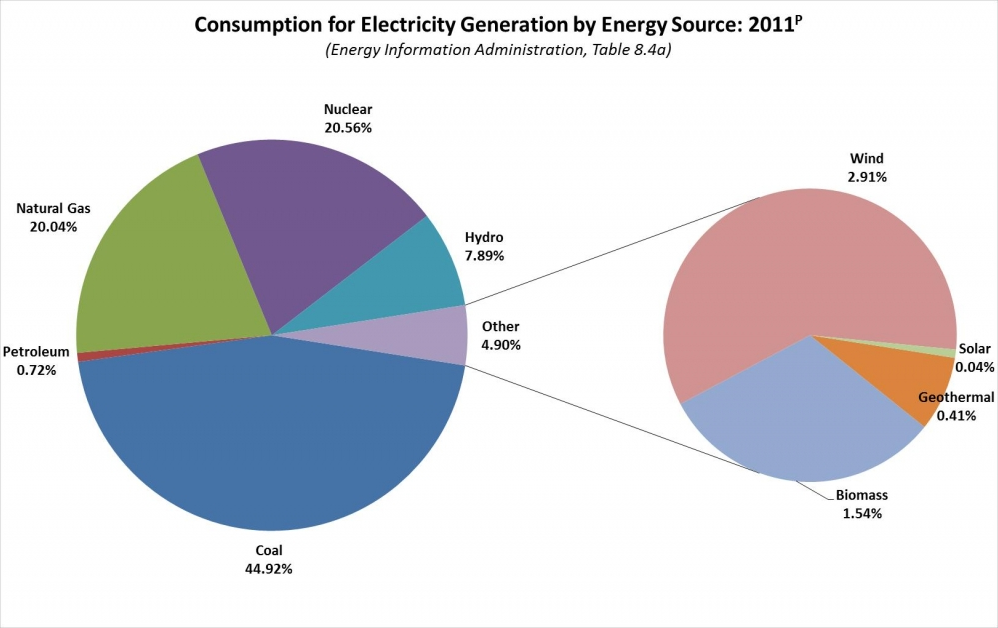 Consumption for Electricity Generation by Energy Source: 2011P
(Energy Information Administration, Table 8.4a)
Nuclear
20.56%
Wind
2.91%
Natural Gas
20.04%
Hydro
7.89%
Other
4.90%
Petroleum
0.72%
Solar
0.04%
Geothermal
0.41%
Biomass
1.54%
Coal
44.92%